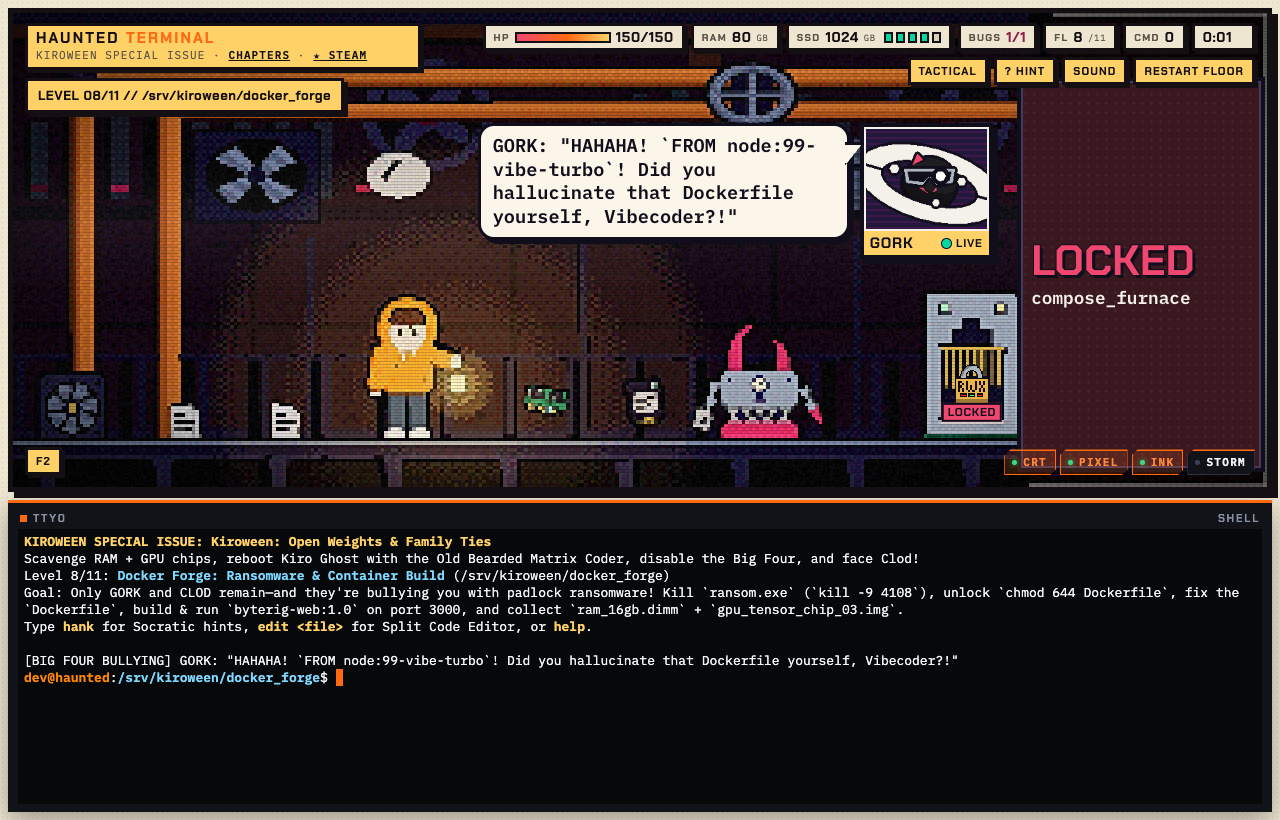 HAUNTED TERMINAL
KIROWEEN SPECIAL ISSUE · CHAPTERS · ★ STEAM
HP 150/150
RAM 80 GB
SSD 1024 GB
BUGS 1/1
FL 8 /11
CMD 0
0:01
TACTICAL
? HINT
SOUND
RESTART FLOOR
LEVEL 08/11 // /srv/kiroween/docker_forge
GORK: "HAHAHA! `FROM node:99-
vibe-turbo`! Did you
hallucinate that Dockerfile
yourself, Vibecoder?!"
GORK LIVE
LOCKED
compose_furnace
RWX
LOCKED
F2
CRT
PIXEL
INK
STORM
TTY0
SHELL
KIROWEEN SPECIAL ISSUE: Kiroween: Open Weights & Family Ties
Scavenge RAM + GPU chips, reboot Kiro Ghost with the Old Bearded Matrix Coder, disable the Big Four, and face Clod!
Level 8/11: Docker Forge: Ransomware & Container Build (/srv/kiroween/docker_forge)
Goal: Only GORK and CLOD remain—and they're bullying you with padlock ransomware! Kill `ransom.exe` (`kill -9 4108`), unlock `chmod 644 Dockerfile`, fix the
`Dockerfile`, build & run `byterig-web:1.0` on port 3000, and collect `ram_16gb.dimm` + `gpu_tensor_chip_03.img`.
Type hank for Socratic hints, edit <file> for Split Code Editor, or help.
[BIG FOUR BULLYING] GORK: "HAHAHA! `FROM node:99-vibe-turbo`! Did you hallucinate that Dockerfile yourself, Vibecoder?!"
dev@haunted:/srv/kiroween/docker_forge$